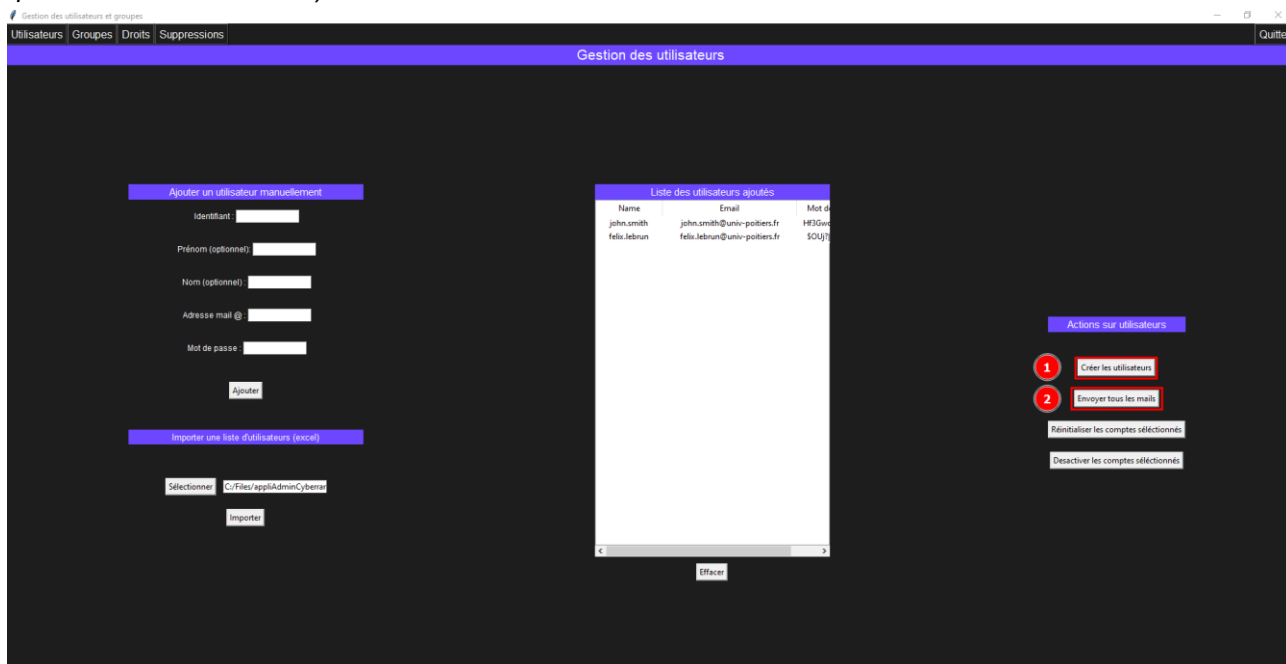 Gestion des utilisateurs et groupes
Utilisateurs Groupes Droits Suppressions Quitte
Gestion des utilisateurs
Ajouter un utilisateur manuellement
Identifiant :
Prénom (optionnel):
Nom (optionnel) :
Adresse mail @ :
Mot de passe :
Ajouter
Importer une liste d'utilisateurs (excel)
Sélectionner C:/Files/appliAdminCyberrar
Importer
Liste des utilisateurs ajoutés
Name Email Mot d
john.smith john.smith@univ-poitiers.fr Hf3Gw
felix.lebrun felix.lebrun@univ-poitiers.fr $OUj?
Effacer
Actions sur utilisateurs
1 Créer les utilisateurs
2 Envoyer tous les mails
Réinitialiser les comptes séléctionnés
Desactiver les comptes séléctionnés